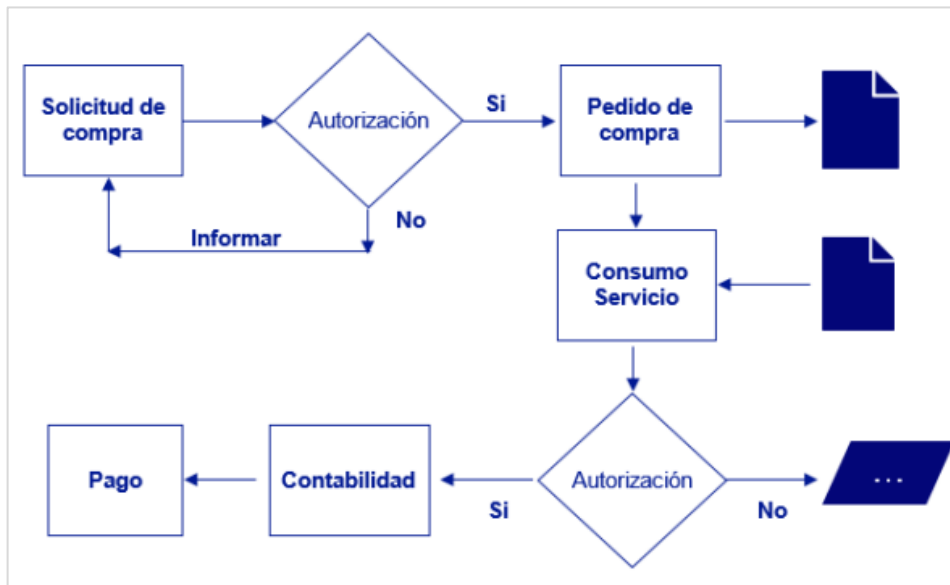 Solicitud de
compra
Autorización
Si
Pedido de
compra
No
Informar
Consumo
Servicio
Pago
Contabilidad
Si
Autorización
No
...